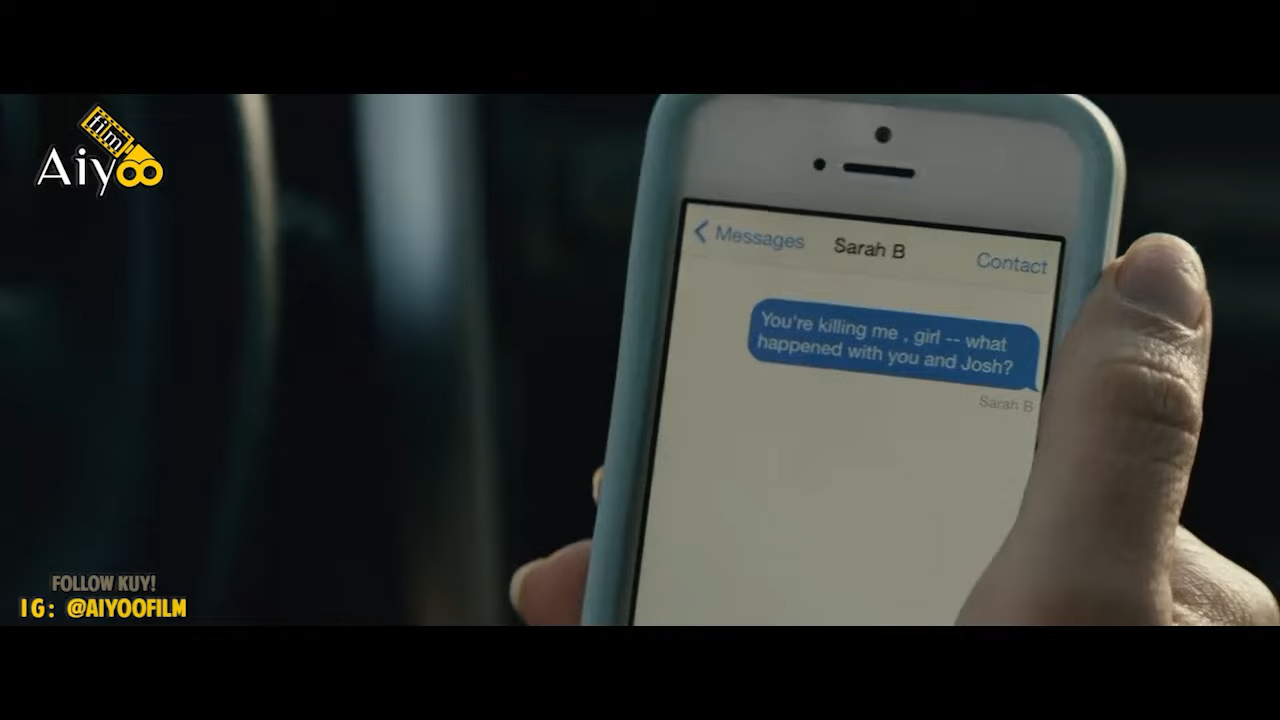 film
Aiyoo
Messages
Sarah B
Contact
You're killing me , girl -- what
happened with you and Josh?
Sarah B
FOLLOW KUY!
IG: @AIYOOFILM